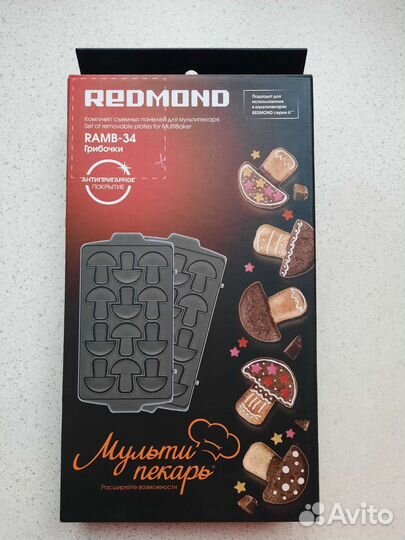 REDMOND
Комплект съемных панелей для мультипекаря
Set of removable plates for MultiBaker
RAMB-34
Грибочки
АНТИПРИГАРНОЕ
ПОКРЫТИЕ
Подходит для
использования
в мультипекарях
REDMOND серии 6
Мульти
пекарь®
Расширяйте возможности
Avito